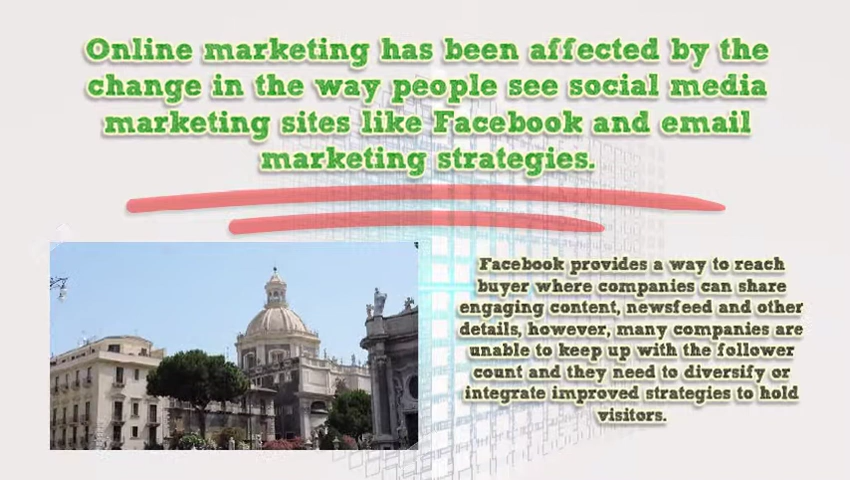 Online marketing has been affected by the
change in the way people see social media
marketing sites like Facebook and email
marketing strategies.
Facebook provides a way to reach
buyer where companies can share
engaging content, newsfeed and other
details, however, many companies are
unable to keep up with the follower
count and they need to diversify or
integrate improved strategies to hold
visitors.